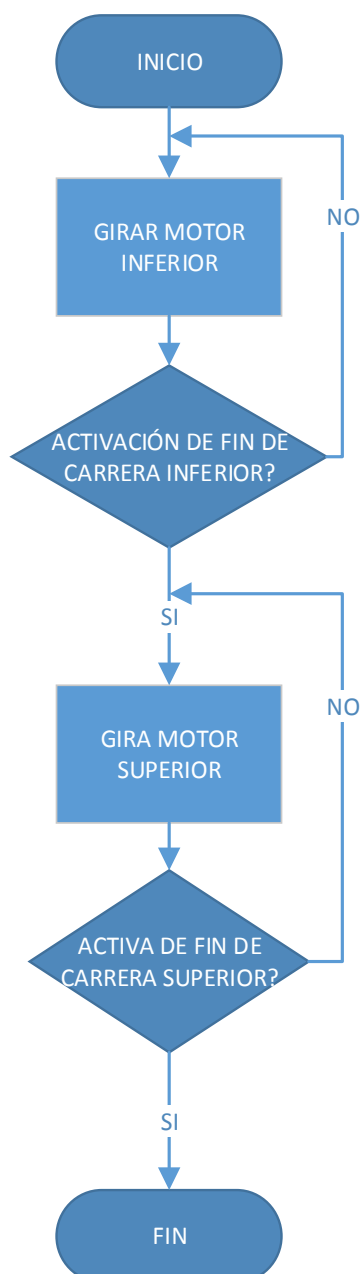 INICIO
NO
GIRAR MOTOR
INFERIOR
ACTIVACIÓN DE FIN DE
CARRERA INFERIOR?
SI
NO
GIRA MOTOR
SUPERIOR
ACTIVA DE FIN DE
CARRERA SUPERIOR?
SI
FIN